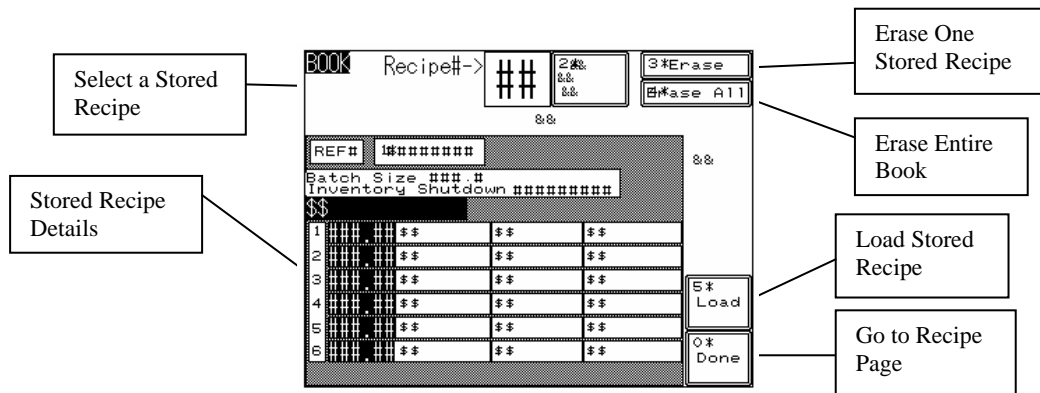 Select a Stored
Recipe
Stored Recipe
Details
BOOK Recipe#-> ## 2*&&
&&
&&
3*Erase
Erase All
&&
&&
REF# ########
Batch Size ###.#
Inventory Shutdown #########
$$
1 ###.## $$ $$ $$
2 ###.## $$ $$ $$
3 ###.## $$ $$ $$
4 ###.## $$ $$ $$
5 ###.## $$ $$ $$
6 ###.## $$ $$ $$
5*
Load
0*
Done
Erase One
Stored Recipe
Erase Entire
Book
Load Stored
Recipe
Go to Recipe
Page